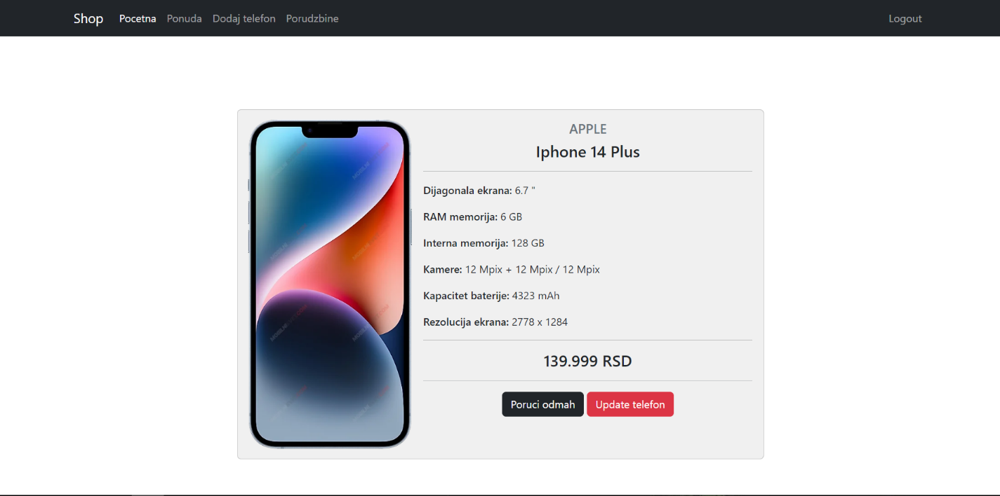 Shop Pocetna Ponuda Dodaj telefon Porudzbine Logout
APPLE
Iphone 14 Plus
Dijagonala ekrana: 6.7 "
RAM memorija: 6 GB
Interna memorija: 128 GB
Kamere: 12 Mpix + 12 Mpix / 12 Mpix
Kapacitet baterije: 4323 mAh
Rezolucija ekrana: 2778 x 1284
139.999 RSD
Poruci odmah Update telefon